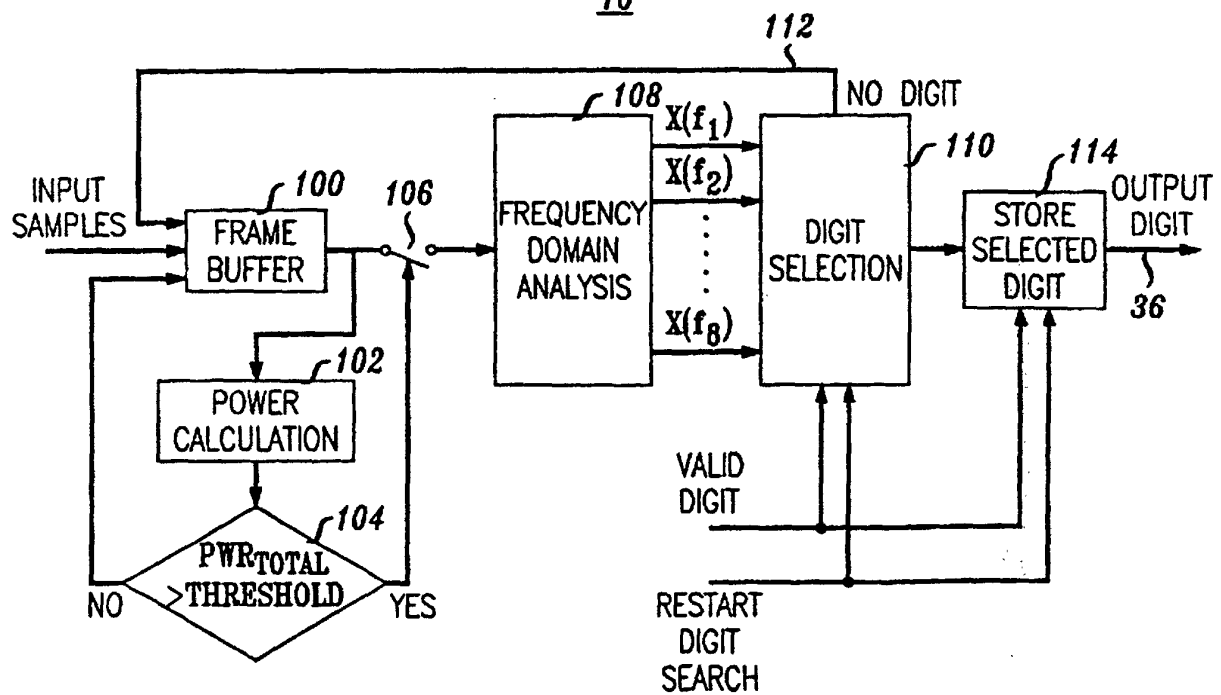 112
NO DIGIT
108
X(f1)
110
X(f2)
114
INPUT
SAMPLES
100
106
OUTPUT
DIGIT
FRAME
BUFFER
FREQUENCY
DOMAIN
ANALYSIS
DIGIT
SELECTION
STORE
SELECTED
DIGIT
36
X(f8)
102
POWER
CALCULATION
VALID
DIGIT
104
PWRTOTAL
> THRESHOLD
NO
YES
RESTART
DIGIT
SEARCH